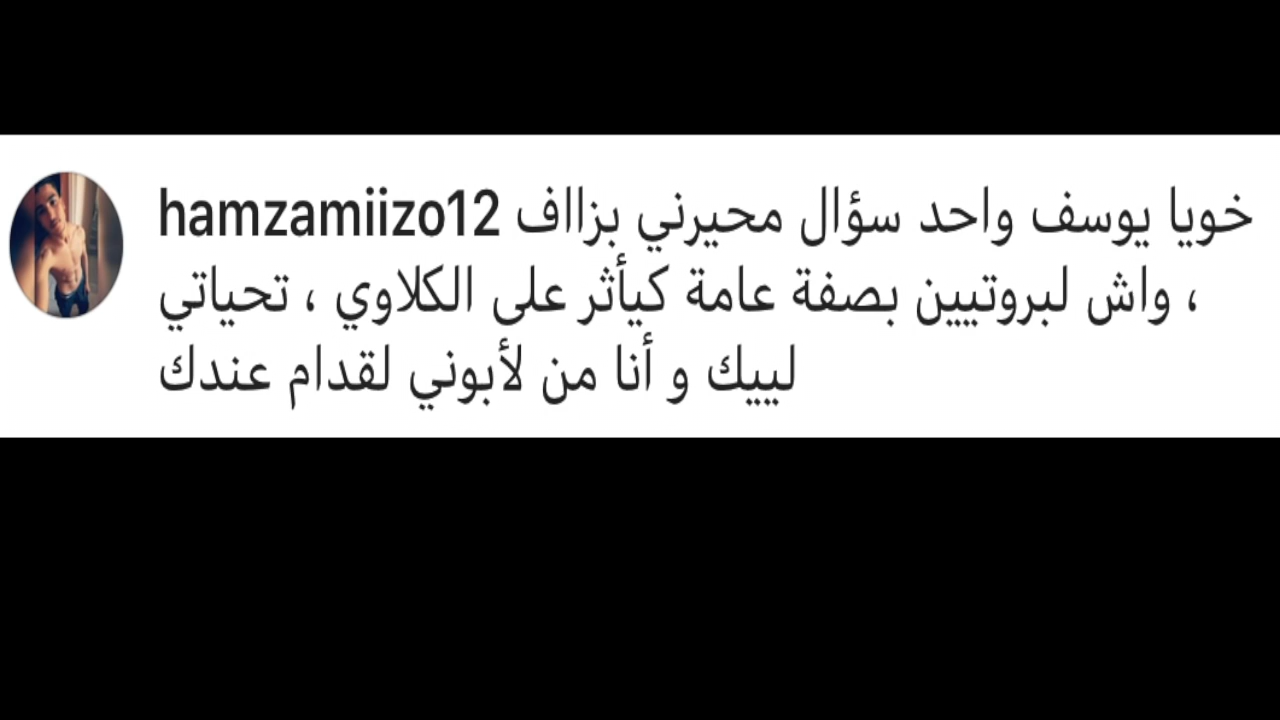 hamzamiizo12 خويا يوسف واحد سؤال محيرني بزااف
، واش لبروتيين بصفة عامة كيأثر على الكلاوي ، تحياتي
لييك و أنا من لأبوني لقدام عندك